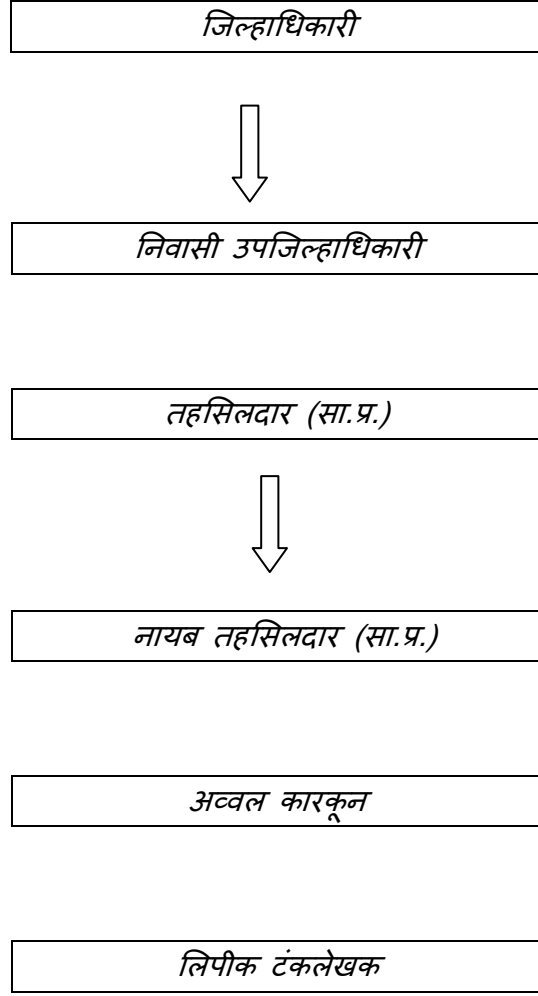 जिल्हाधिकारी
निवासी उपजिल्हाधिकारी
तहसिलदार (सा.प्र.)
नायब तहसिलदार (सा.प्र.)
अव्वल कारकून
लिपीक टंकलेखक